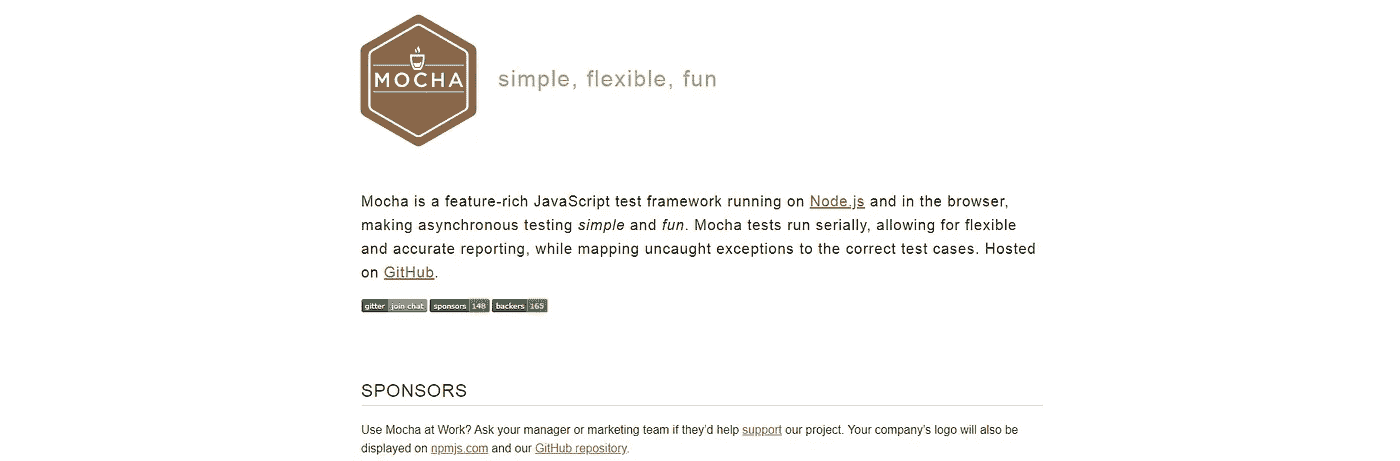 MOCHA
simple, flexible, fun
Mocha is a feature-rich JavaScript test framework running on Node.js and in the browser,
making asynchronous testing simple and fun. Mocha tests run serially, allowing for flexible
and accurate reporting, while mapping uncaught exceptions to the correct test cases. Hosted
on GitHub.
gitter join chat sponsors 148 backers 165
SPONSORS
Use Mocha at Work? Ask your manager or marketing team if they’d help support our project. Your company’s logo will also be
displayed on npmjs.com and our GitHub repository.